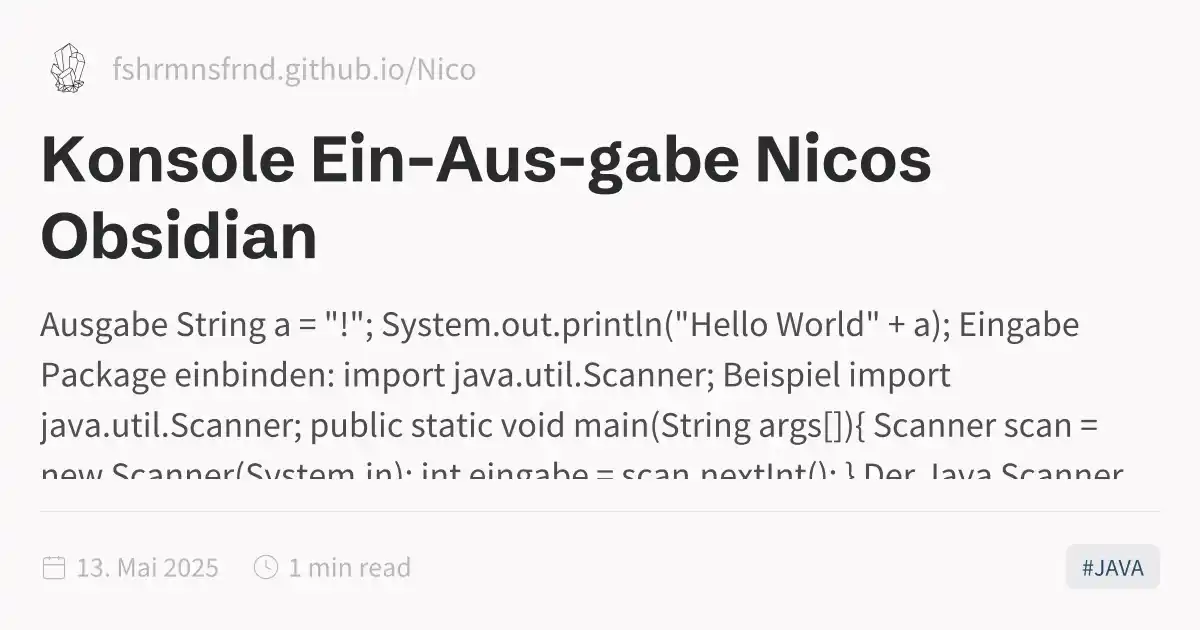 fshrmnsfrnd.github.io/Nico
Konsole Ein-Aus-gabe Nicos
Obsidian
Ausgabe String a = "!"; System.out.println("Hello World" + a); Eingabe
Package einbinden: import java.util.Scanner; Beispiel import
java.util.Scanner; public static void main(String args[]){ Scanner scan =
new Scanner(System.in); int eingabe = scan.nextInt(); } Der Java Scanner
13. Mai 2025
1 min read
#JAVA